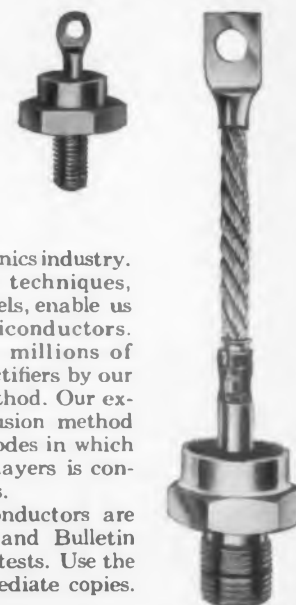 nics industry.
techniques,
els, enable us
iconductors.
millions of
ctifiers by our
thod. Our ex-
usion method
odes in which
ayers is con-
s.
onductors are
and Bulletin
tests. Use the
ediate copies.